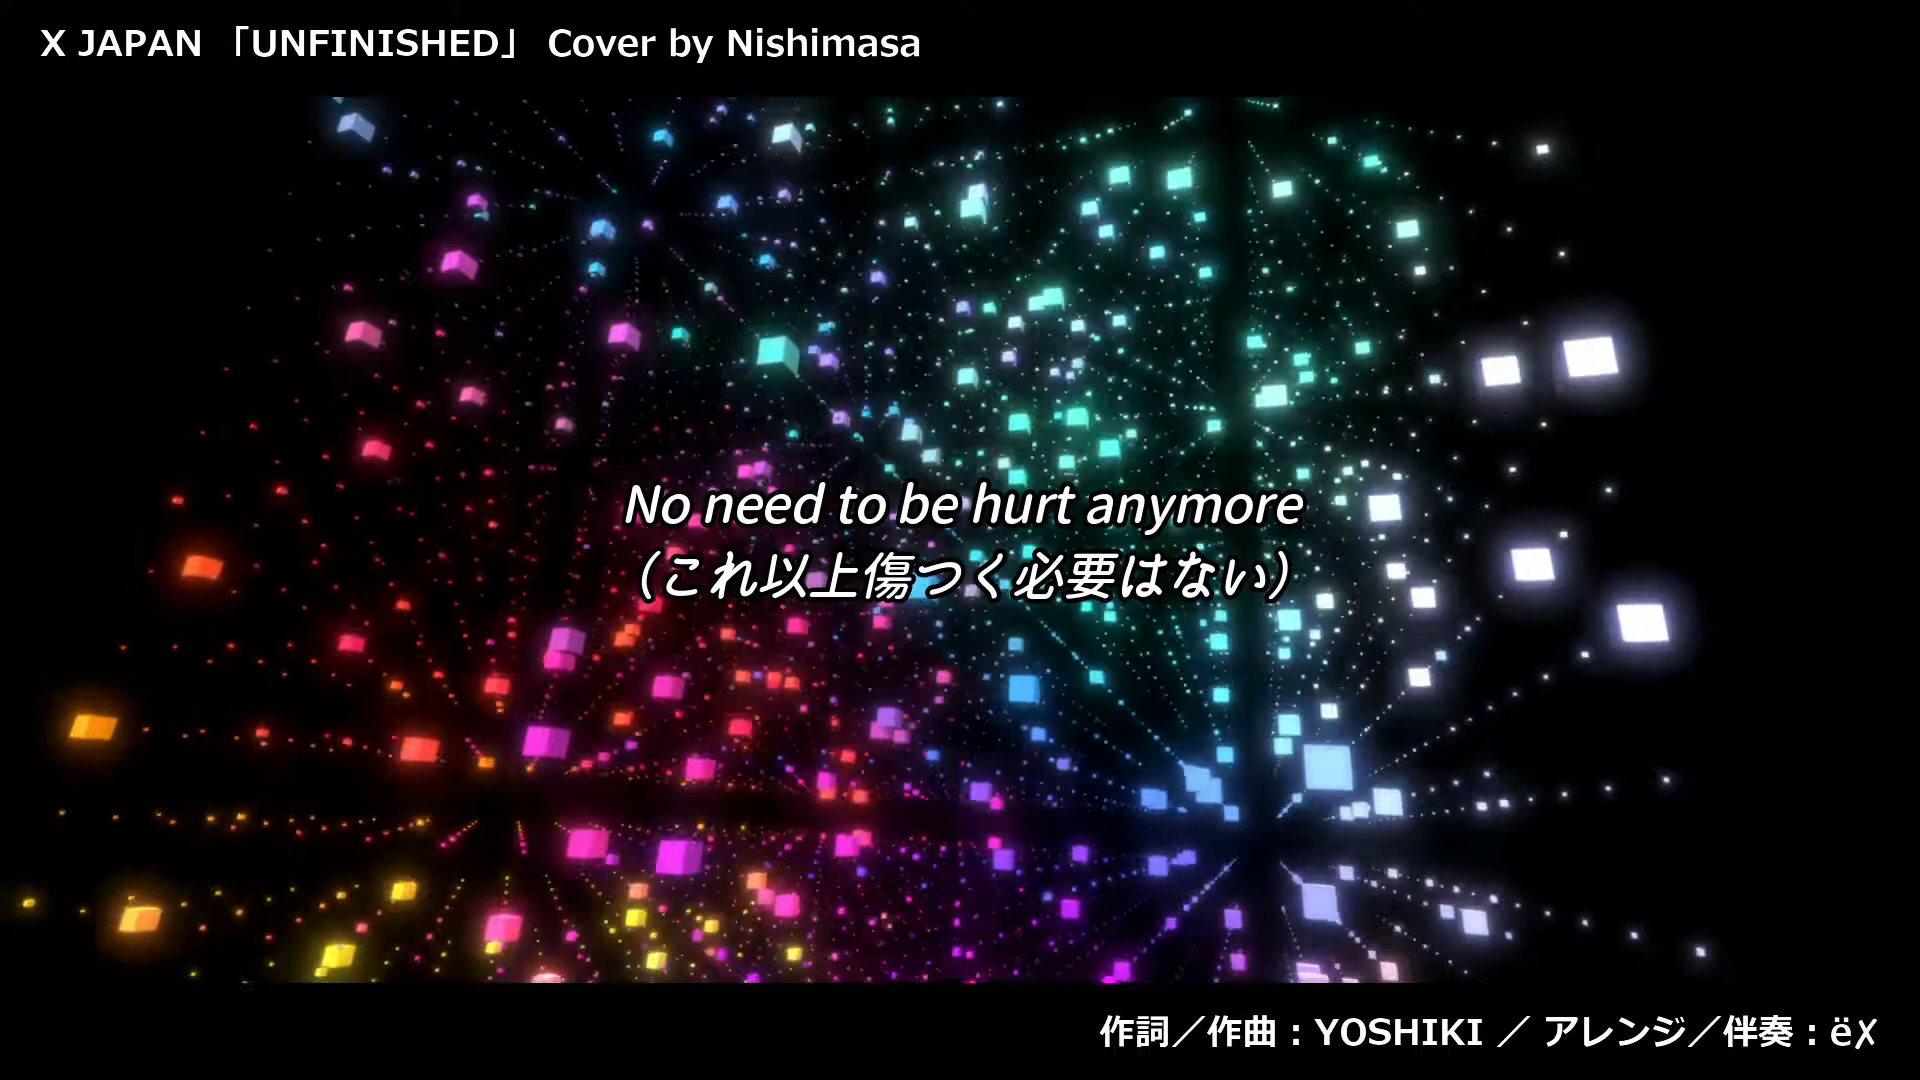 X JAPAN 「UNFINISHED」 Cover by Nishimasa
No need to be hurt anymore
（これ以上傷つく必要はない）
作詞／作曲：YOSHIKI ／ アレンジ／伴奏：ëχ